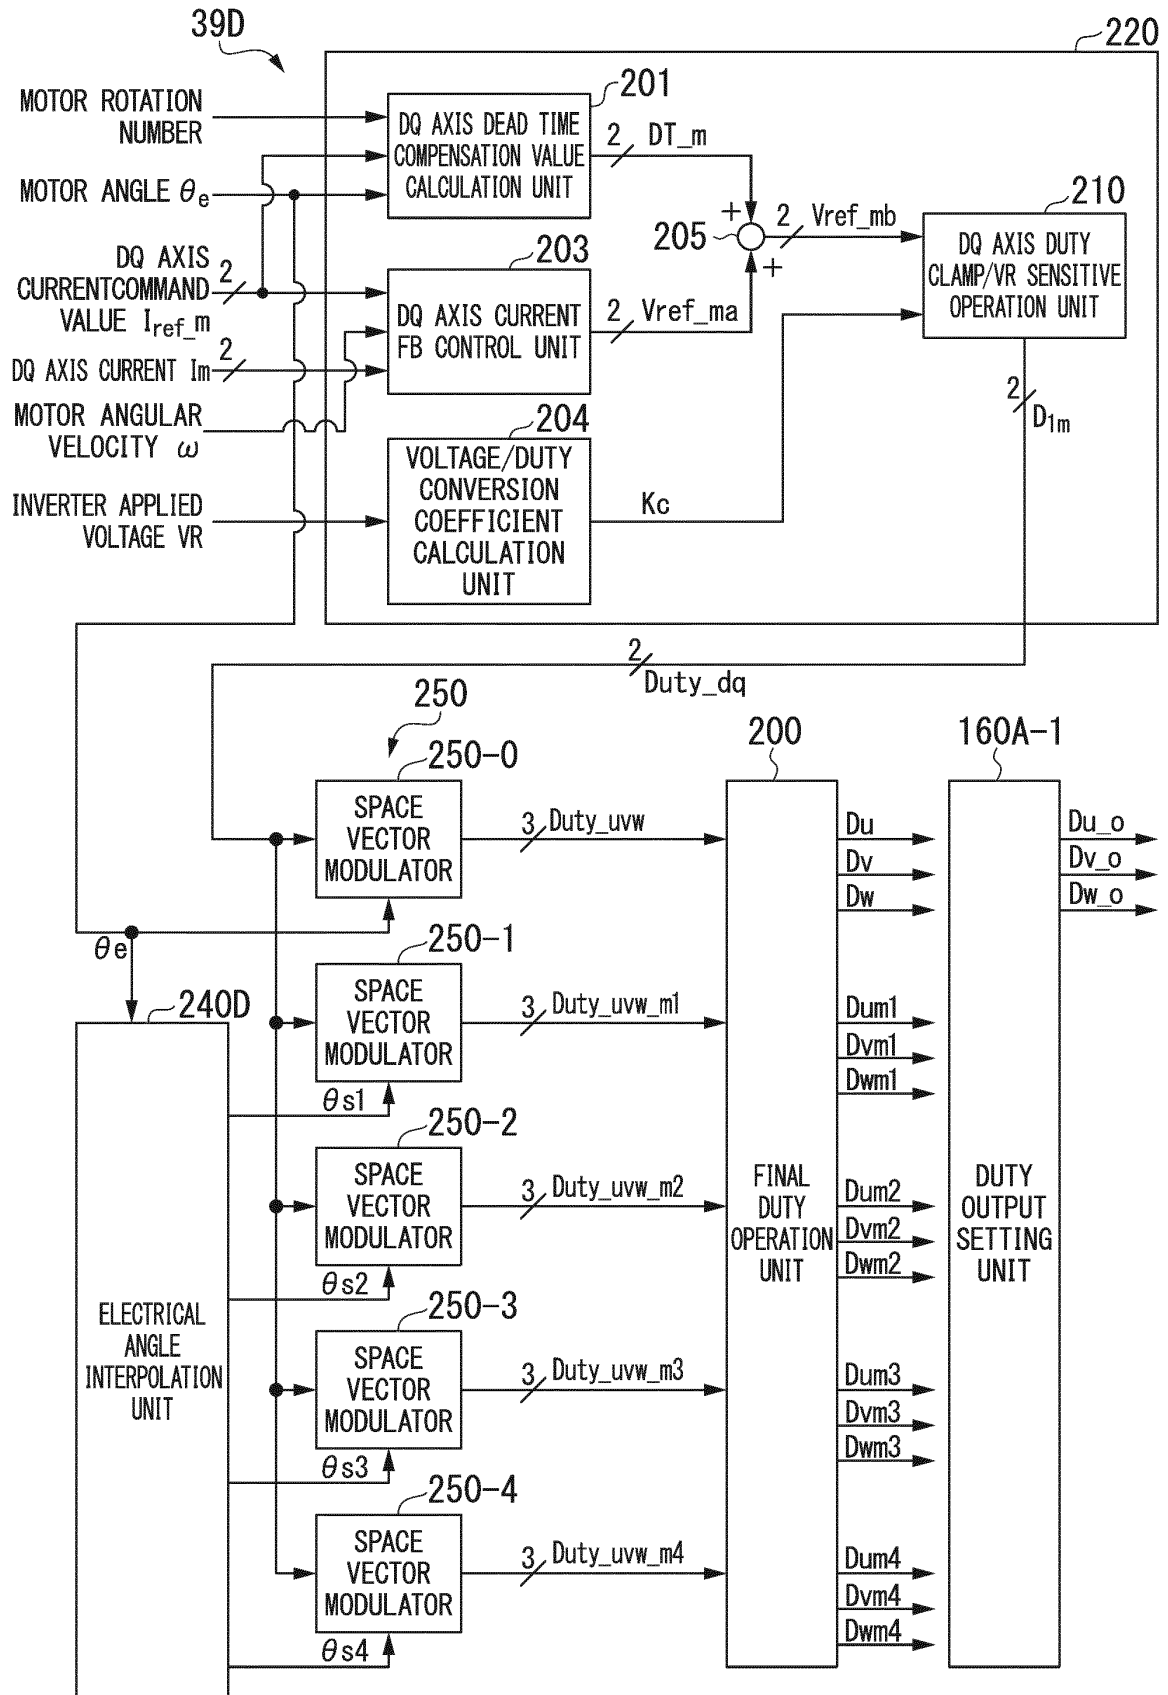 39D
220
MOTOR ROTATION
NUMBER
201
DQ AXIS DEAD TIME
COMPENSATION VALUE
CALCULATION UNIT
2
DT_m
MOTOR ANGLE θe
+
205
+
2
Vref_mb
210
DQ AXIS DUTY
CLAMP/VR SENSITIVE
OPERATION UNIT
DQ AXIS
CURRENTCOMMAND
VALUE Iref_m
2
203
DQ AXIS CURRENT
FB CONTROL UNIT
2
Vref_ma
DQ AXIS CURRENT Im
2
2
D1m
MOTOR ANGULAR
VELOCITY ω
204
VOLTAGE/DUTY
CONVERSION
COEFFICIENT
CALCULATION
UNIT
Kc
INVERTER APPLIED
VOLTAGE VR
2
Duty_dq
250
250-0
200
160A-1
SPACE
VECTOR
MODULATOR
3
Duty_uvw
Du
Dv
Dw
Du_o
Dv_o
Dw_o
θe
250-1
SPACE
VECTOR
MODULATOR
3
Duty_uvw_m1
Dum1
Dvm1
Dwm1
240D
θs1
250-2
SPACE
VECTOR
MODULATOR
3
Duty_uvw_m2
FINAL
DUTY
OPERATION
UNIT
Dum2
Dvm2
Dwm2
DUTY
OUTPUT
SETTING
UNIT
θs2
ELECTRICAL
ANGLE
INTERPOLATION
UNIT
250-3
SPACE
VECTOR
MODULATOR
3
Duty_uvw_m3
Dum3
Dvm3
Dwm3
θs3
250-4
SPACE
VECTOR
MODULATOR
3
Duty_uvw_m4
Dum4
Dvm4
Dwm4
θs4